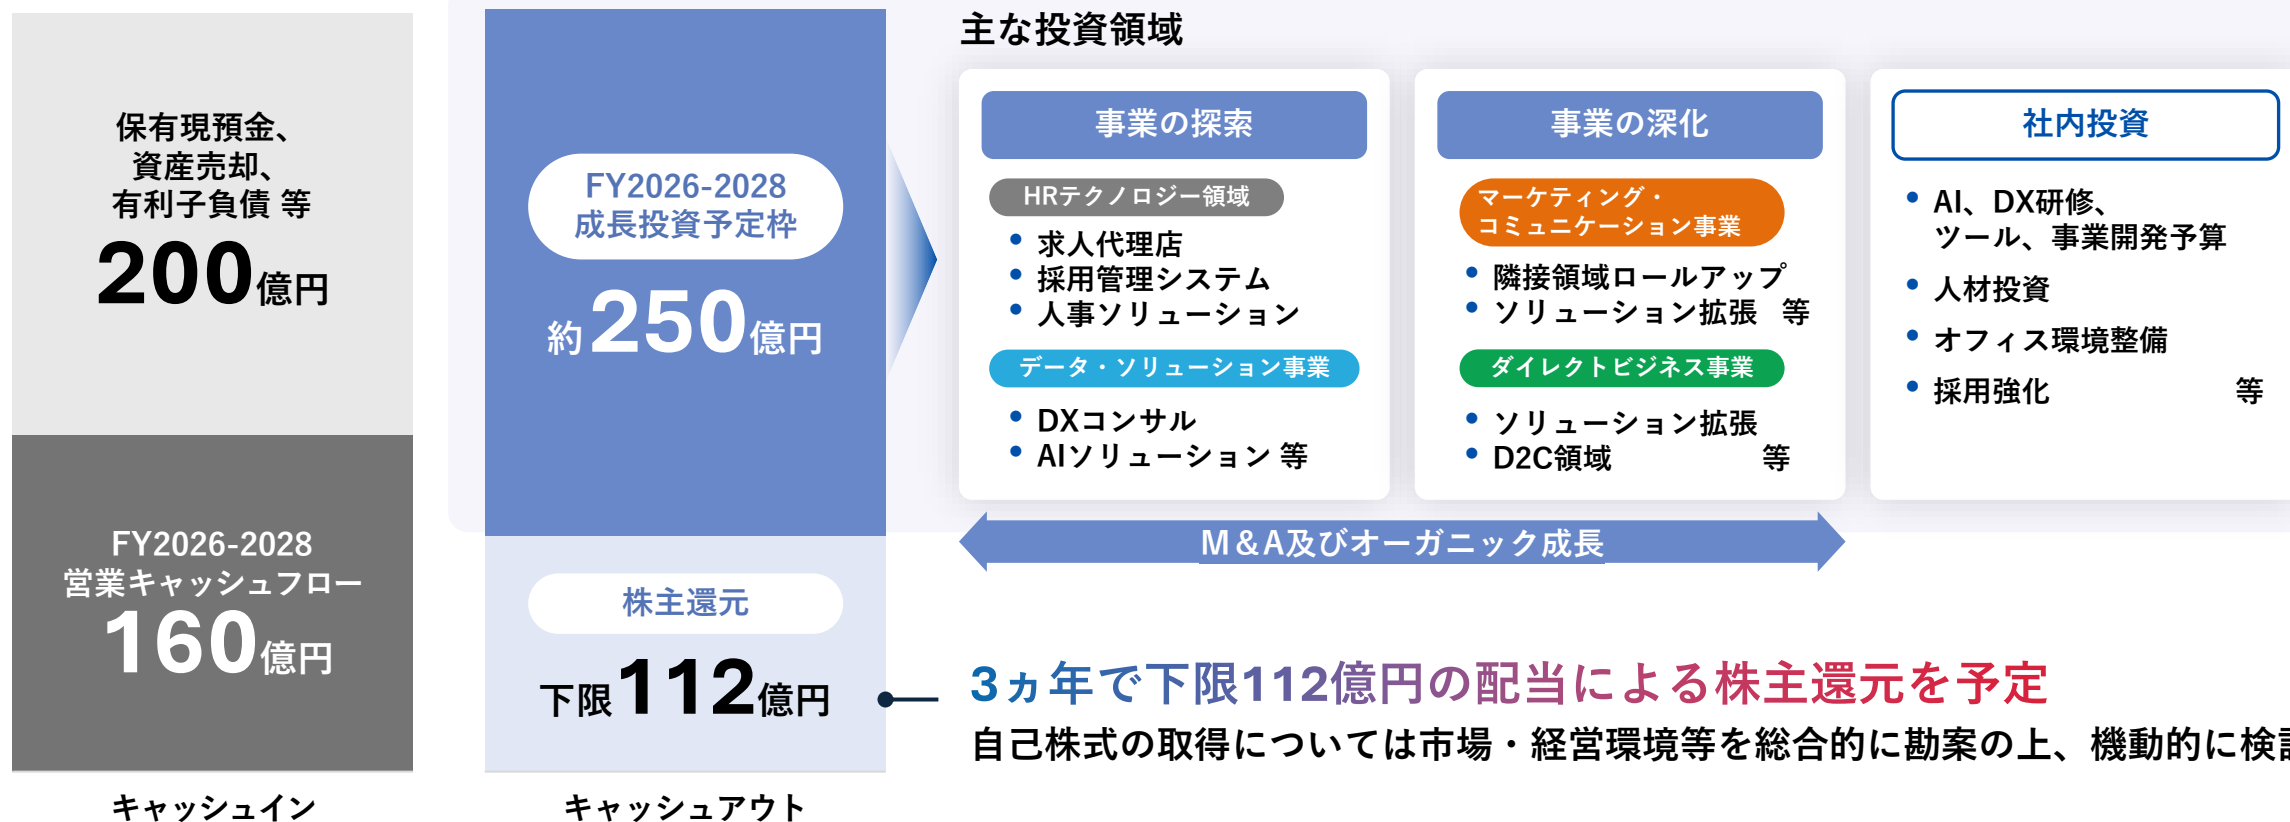 保有現預金、
資産売却、
有利子負債 等
200億円
FY2026-2028
営業キャッシュフロー
160億円
キャッシュイン
FY2026-2028
成長投資予定枠
約250億円
株主還元
下限112億円
キャッシュアウト
主な投資領域
事業の探索
HRテクノロジー領域
• 求人代理店
• 採用管理システム
• 人事ソリューション
データ・ソリューション事業
• DXコンサル
• AIソリューション 等
事業の深化
マーケティング・
コミュニケーション事業
• 隣接領域ロールアップ
• ソリューション拡張 等
ダイレクトビジネス事業
• ソリューション拡張
• D2C領域 等
社内投資
• AI、DX研修、
ツール、事業開発予算
• 人材投資
• オフィス環境整備
• 採用強化 等
M＆A及びオーガニック成長
3ヵ年で下限112億円の配当による株主還元を予定
自己株式の取得については市場・経営環境等を総合的に勘案の上、機動的に検